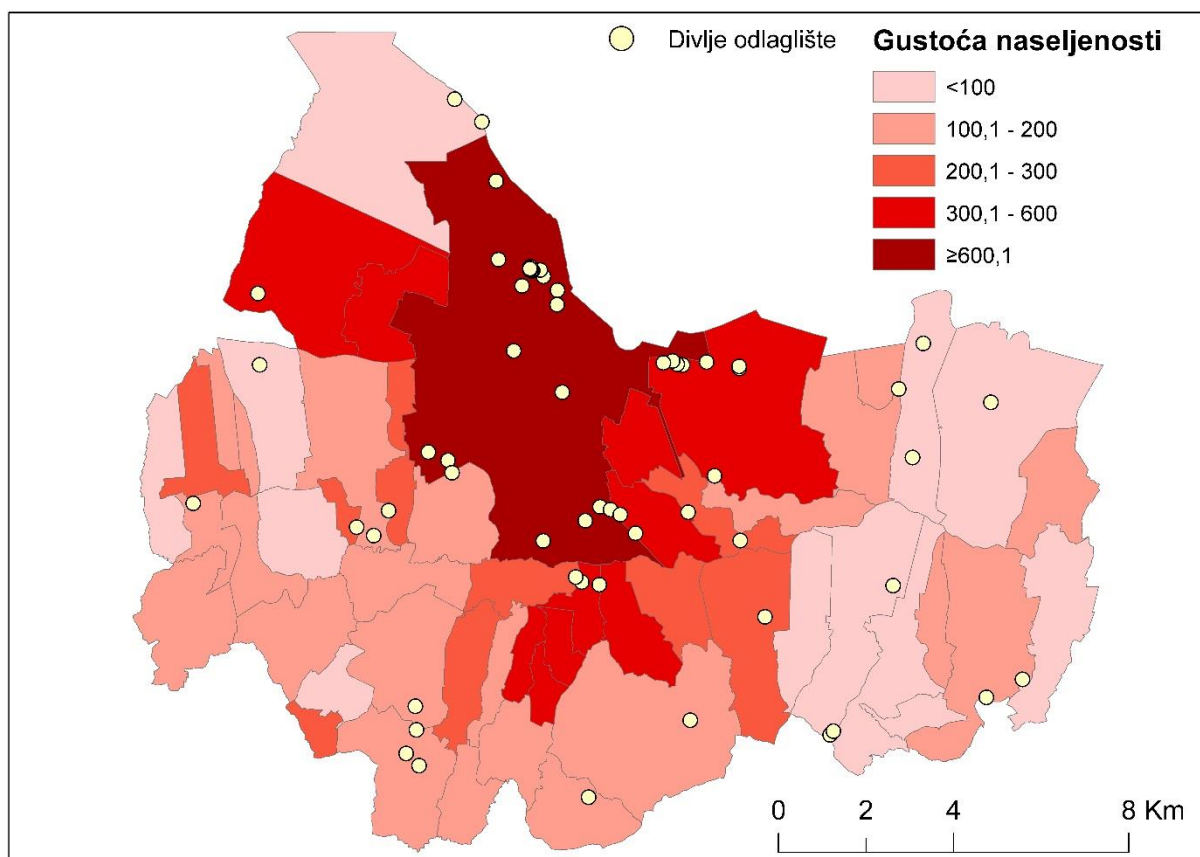 Divlje odlaglište
Gustoća naseljenosti
<100
100,1 - 200
200,1 - 300
300,1 - 600
≥600,1
0 2 4 8 Km